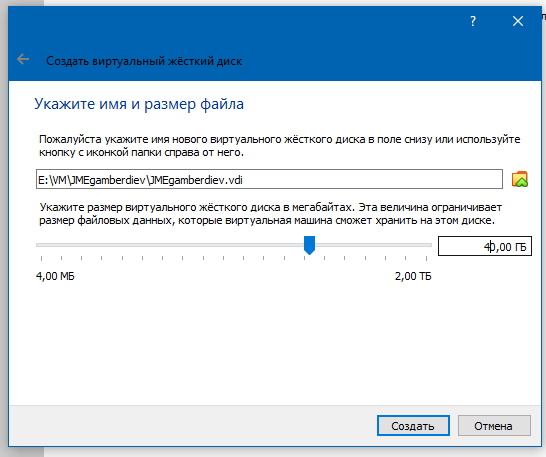 ?
Создать виртуальный жёсткий диск
Укажите имя и размер файла
Пожалуйста укажите имя нового виртуального жёсткого диска в поле снизу или используйте
кнопку с иконкой папки справа от него.
E:\VM\JMEgamberdiev\JMEgamberdiev.vdi
Укажите размер виртуального жёсткого диска в мегабайтах. Эта величина ограничивает
размер файловых данных, которые виртуальная машина сможет хранить на этом диске.
40,00 ГБ
4,00 МБ 2,00 ТБ
Создать Отмена